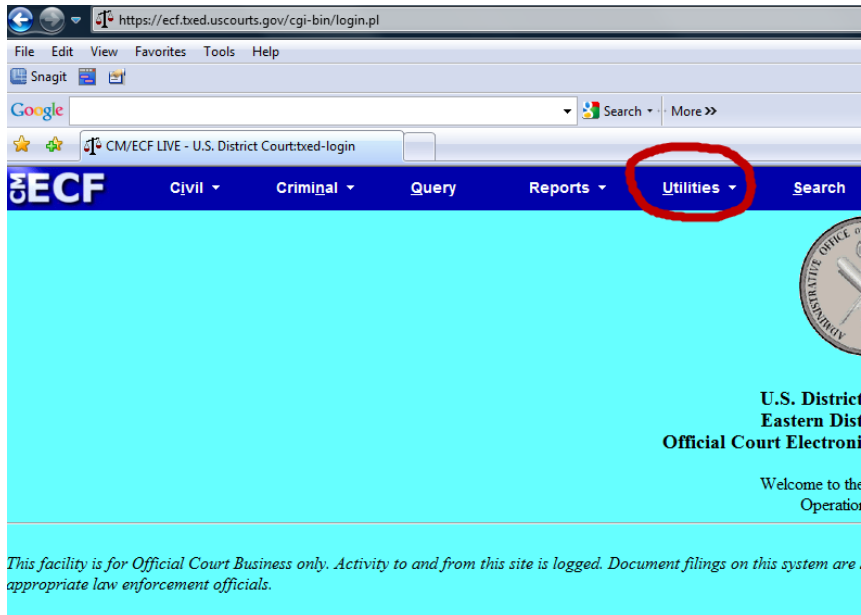 https://ecf.txed.uscourts.gov/cgi-bin/login.pl
File Edit View Favorites Tools Help
Snagit
Google Search More >>
CM/ECF LIVE - U.S. District Court:txed-login
CM ECF Civil Criminal Query Reports Utilities Search
ADMINISTRATIVE OFFICE O
U.S. District
Eastern Dist
Official Court Electroni
Welcome to the
Operation
This facility is for Official Court Business only. Activity to and from this site is logged. Document filings on this system are
appropriate law enforcement officials.